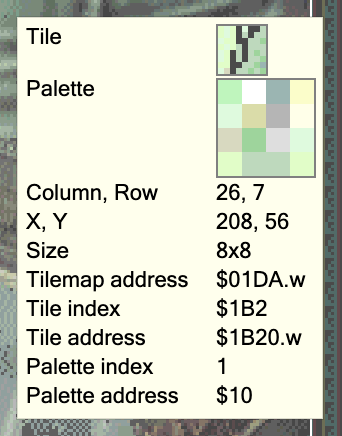 Tile
Palette
Column, Row 26, 7
X, Y 208, 56
Size 8x8
Tilemap address $01DA.w
Tile index $1B2
Tile address $1B20.w
Palette index 1
Palette address $10